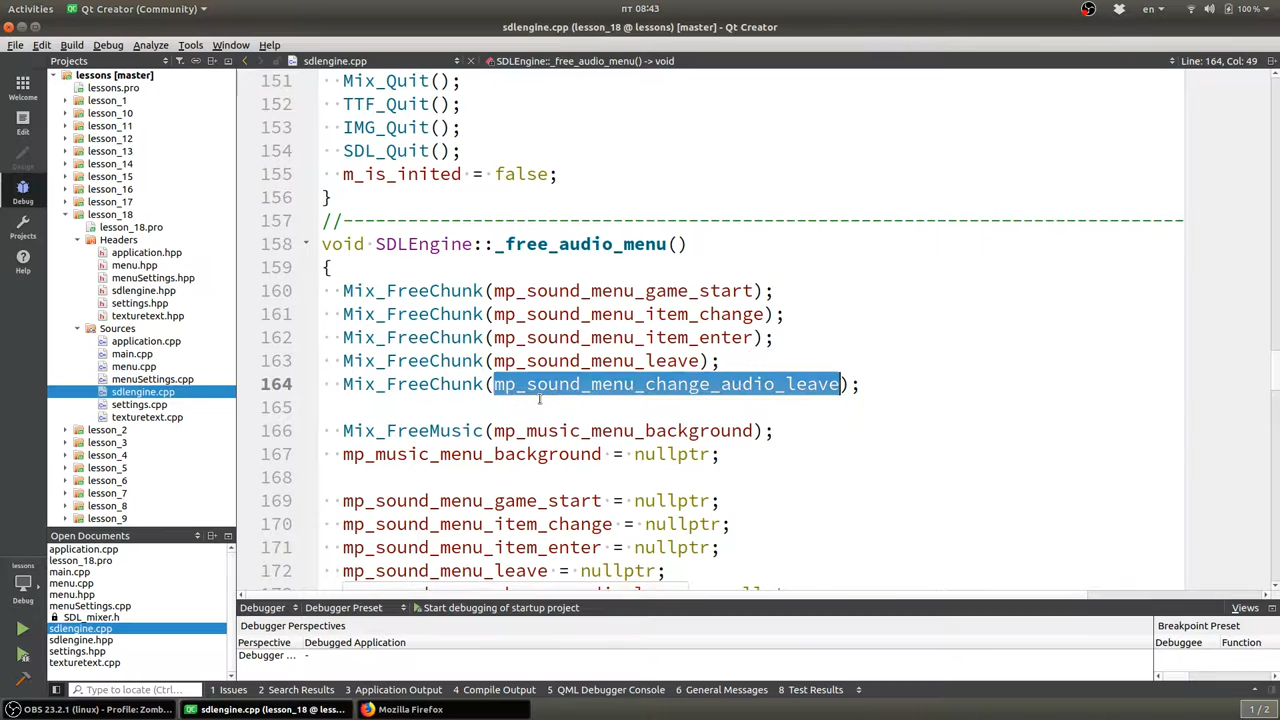 Activities Qt Creator (Community) пт 08:43 en 100 %
sdlengine.cpp (lesson_18 @ lessons) [master] - Qt Creator
File Edit Build Debug Analyze Tools Window Help
Projects sdlengine.cpp SDLEngine::_free_audio_menu() -> void Line: 164, Col: 49
Welcome
Edit
Design
Debug
Projects
Help
lessons [master]
lessons.pro
lesson_1
lesson_10
lesson_11
lesson_12
lesson_13
lesson_14
lesson_15
lesson_16
lesson_17
lesson_18
lesson_18.pro
Headers
application.hpp
menu.hpp
menuSettings.hpp
sdlengine.hpp
settings.hpp
texturetext.hpp
Sources
application.cpp
main.cpp
menu.cpp
menuSettings.cpp
sdlengine.cpp
settings.cpp
texturetext.cpp
lesson_2
lesson_3
lesson_4
lesson_5
lesson_6
lesson_7
lesson_8
lesson_9
151 Mix_Quit();
152 TTF_Quit();
153 IMG_Quit();
154 SDL_Quit();
155 m_is_inited = false;
156 }
157 //------------------------------------------------------------------------------
158 void SDLEngine::_free_audio_menu()
159 {
160 Mix_FreeChunk(mp_sound_menu_game_start);
161 Mix_FreeChunk(mp_sound_menu_item_change);
162 Mix_FreeChunk(mp_sound_menu_item_enter);
163 Mix_FreeChunk(mp_sound_menu_leave);
164 Mix_FreeChunk(mp_sound_menu_change_audio_leave);
165
166 Mix_FreeMusic(mp_music_menu_background);
167 mp_music_menu_background = nullptr;
168
169 mp_sound_menu_game_start = nullptr;
170 mp_sound_menu_item_change = nullptr;
171 mp_sound_menu_item_enter = nullptr;
172 mp_sound_menu_leave = nullptr;
Open Documents
application.cpp
lesson_18.pro
main.cpp
menu.cpp
menu.hpp
menuSettings.cpp
SDL_mixer.h
sdlengine.cpp
sdlengine.hpp
settings.hpp
texturetext.cpp
lessons
Debug
Debugger Debugger Preset Start debugging of startup project Views
Debugger Perspectives Breakpoint Preset
Perspective Debugged Application Debuggee Function
Debugger ... -
Type to locate (... 1 Issues 2 Search Results 3 Application Output 4 Compile Output 5 QML Debugger Console 6 General Messages 8 Test Results
OBS 23.2.1 (linux) - Profile: Zomb... sdlengine.cpp (lesson_18 @ less... Mozilla Firefox 1 / 2